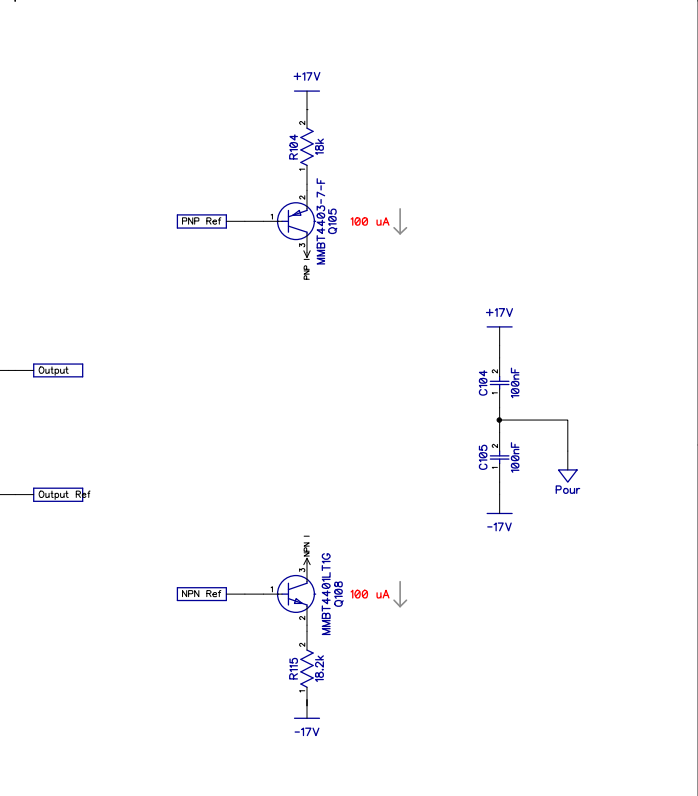 +17V
2
R104
18k
1
2
MMBT4403-7-F
Q105
PNP Ref
1
100 uA
3
PNP I
+17V
Output
2
C104
100nF
1
2
C105
100nF
1
Pour
Output Ref
-17V
NPN I
3
MMBT4401LT1G
Q108
NPN Ref
1
100 uA
2
2
R115
18.2k
1
-17V